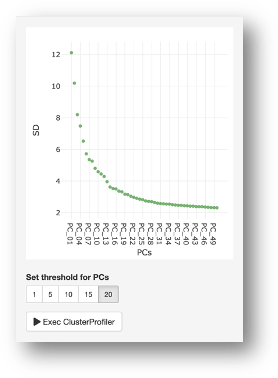 12
10
8
6
4
2
SD
PC_01
PC_04
PC_07
PC_10
PC_13
PC_16
PC_19
PC_22
PC_25
PC_28
PC_31
PC_34
PC_37
PC_40
PC_43
PC_46
PC_49
PCs
Set threshold for PCs
1 5 10 15 20
Exec ClusterProfiler